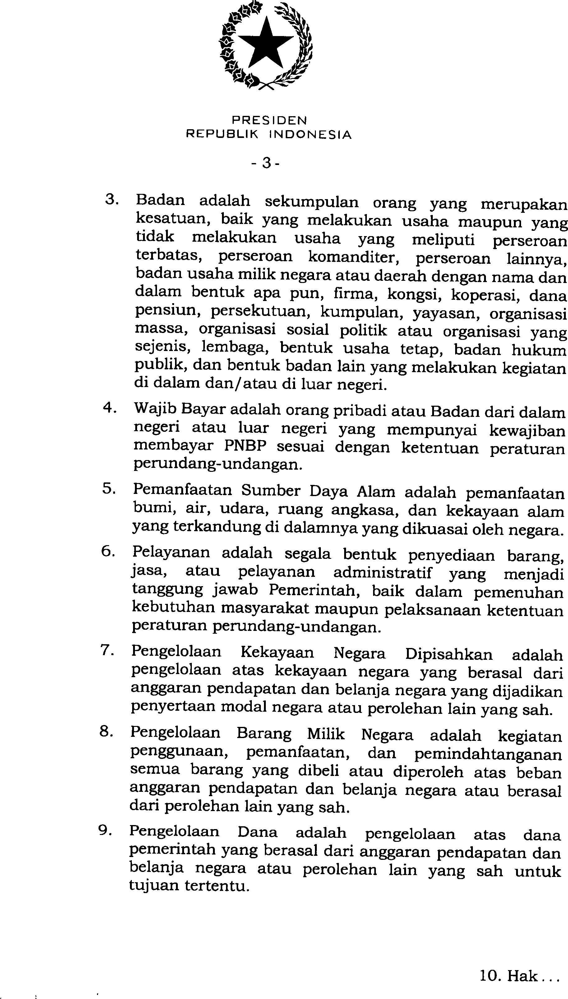 PRESIDEN
REPUBLIK INDONESIA
- 3 -
3. Badan adalah sekumpulan orang yang merupakan
kesatuan, baik yang melakukan usaha maupun yang
tidak melakukan usaha yang meliputi perseroan
terbatas, perseroan komanditer, perseroan lainnya,
badan usaha milik negara atau daerah dengan nama dan
dalam bentuk apa pun, firma, kongsi, koperasi, dana
pensiun, persekutuan, kumpulan, yayasan, organisasi
massa, organisasi sosial politik atau organisasi yang
sejenis, lembaga, bentuk usaha tetap, badan hukum
publik, dan bentuk badan lain yang melakukan kegiatan
di dalam dan/atau di luar negeri.
4. Wajib Bayar adalah orang pribadi atau Badan dari dalam
negeri atau luar negeri yang mempunyai kewajiban
membayar PNBP sesuai dengan ketentuan peraturan
perundang-undangan.
5. Pemanfaatan Sumber Daya Alam adalah pemanfaatan
bumi, air, udara, ruang angkasa, dan kekayaan alam
yang terkandung di dalamnya yang dikuasai oleh negara.
6. Pelayanan adalah segala bentuk penyediaan barang,
jasa, atau pelayanan administratif yang menjadi
tanggung jawab Pemerintah, baik dalam pemenuhan
kebutuhan masyarakat maupun pelaksanaan ketentuan
peraturan perundang-undangan.
7. Pengelolaan Kekayaan Negara Dipisahkan adalah
pengelolaan atas kekayaan negara yang berasal dari
anggaran pendapatan dan belanja negara yang dijadikan
penyertaan modal negara atau perolehan lain yang sah.
8. Pengelolaan Barang Milik Negara adalah kegiatan
penggunaan, pemanfaatan, dan pemindahtanganan
semua barang yang dibeli atau diperoleh atas beban
anggaran pendapatan dan belanja negara atau berasal
dari perolehan lain yang sah.
9. Pengelolaan Dana adalah pengelolaan atas dana
pemerintah yang berasal dari anggaran pendapatan dan
belanja negara atau perolehan lain yang sah untuk
tujuan tertentu.
10. Hak . . .